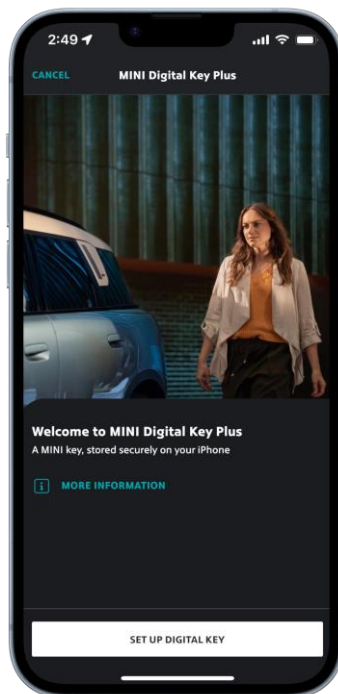 2:49
CANCEL
MINI Digital Key Plus
Welcome to MINI Digital Key Plus
A MINI key, stored securely on your iPhone
i MORE INFORMATION
SET UP DIGITAL KEY